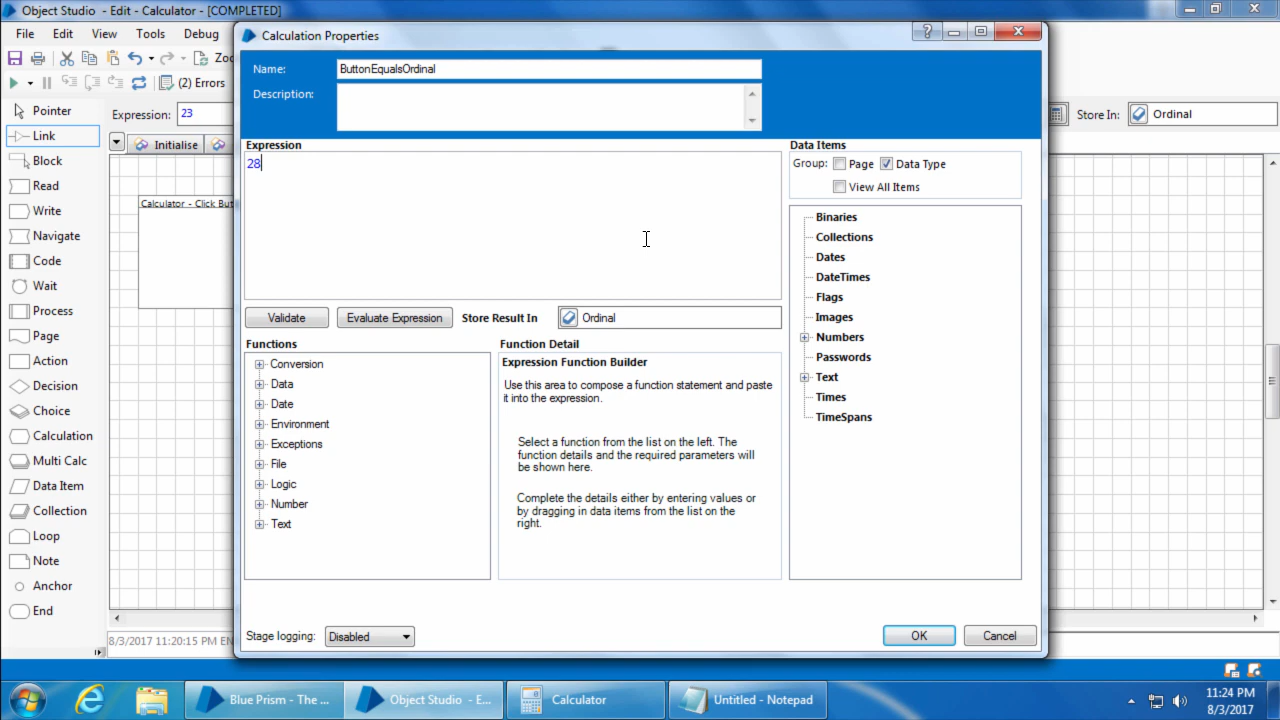 Object Studio - Edit - Calculator - [COMPLETED]
File Edit View Tools Debug
Zoo
(2) Errors
Expression: 23
Store In: Ordinal
Initialise
Calculator - Click But
Pointer
Link
Block
Read
Write
Navigate
Code
Wait
Process
Page
Action
Decision
Choice
Calculation
Multi Calc
Data Item
Collection
Loop
Note
Anchor
End
8/3/2017 11:20:15 PM EN
Calculation Properties
?
Name: ButtonEqualsOrdinal
Description:
Expression
28
Data Items
Group: Page Data Type
View All Items
Binaries
Collections
Dates
DateTimes
Flags
Images
Numbers
Passwords
Text
Times
TimeSpans
Validate Evaluate Expression Store Result In Ordinal
Functions
Conversion
Data
Date
Environment
Exceptions
File
Logic
Number
Text
Function Detail
Expression Function Builder
Use this area to compose a function statement and paste
it into the expression.
Select a function from the list on the left. The
function details and the required parameters will
be shown here.
Complete the details either by entering values or
by dragging in data items from the list on the
right.
Stage logging: Disabled
OK Cancel
Blue Prism - The ...
Object Studio - E...
Calculator
Untitled - Notepad
11:24 PM
8/3/2017